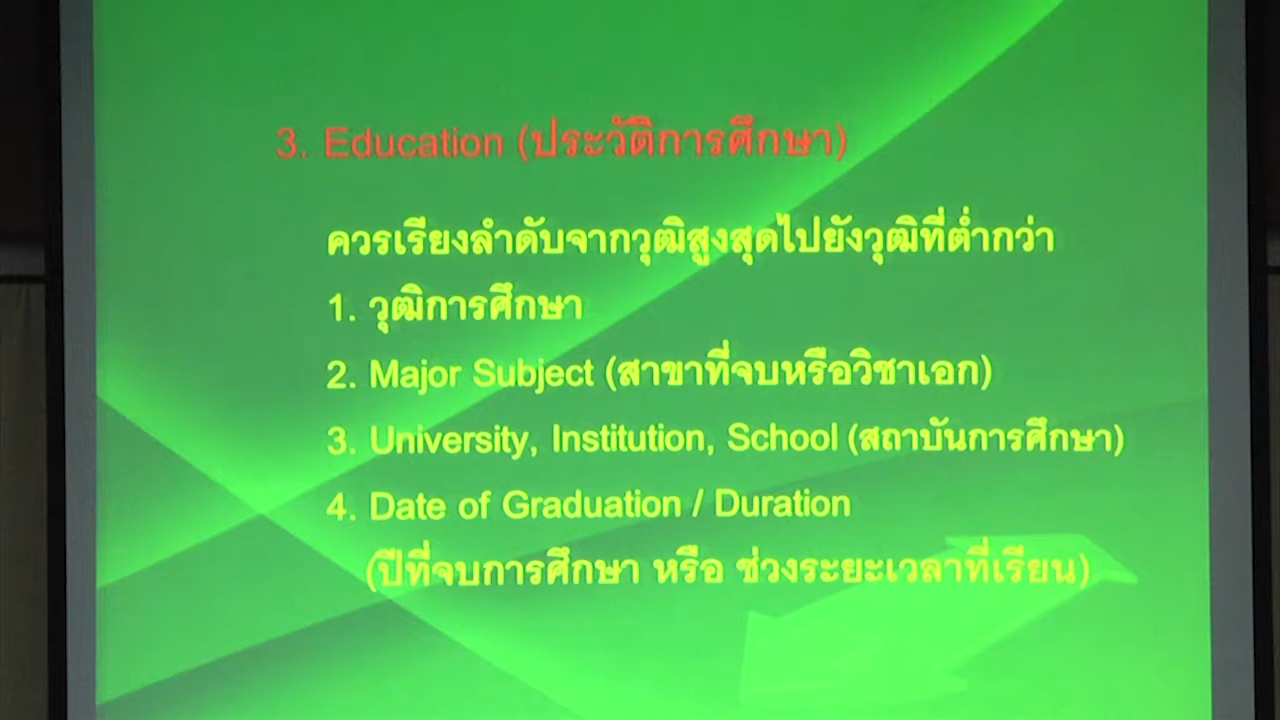 3. Education (ประวัติการศึกษา)
ควรเรียงลำดับจากวุฒิสูงสุดไปยังวุฒิที่ต่ำกว่า
1. วุฒิการศึกษา
2. Major Subject (สาขาที่จบหรือวิชาเอก)
3. University, Institution, School (สถาบันการศึกษา)
4. Date of Graduation / Duration
(ปีที่จบการศึกษา หรือ ช่วงระยะเวลาที่เรียน)